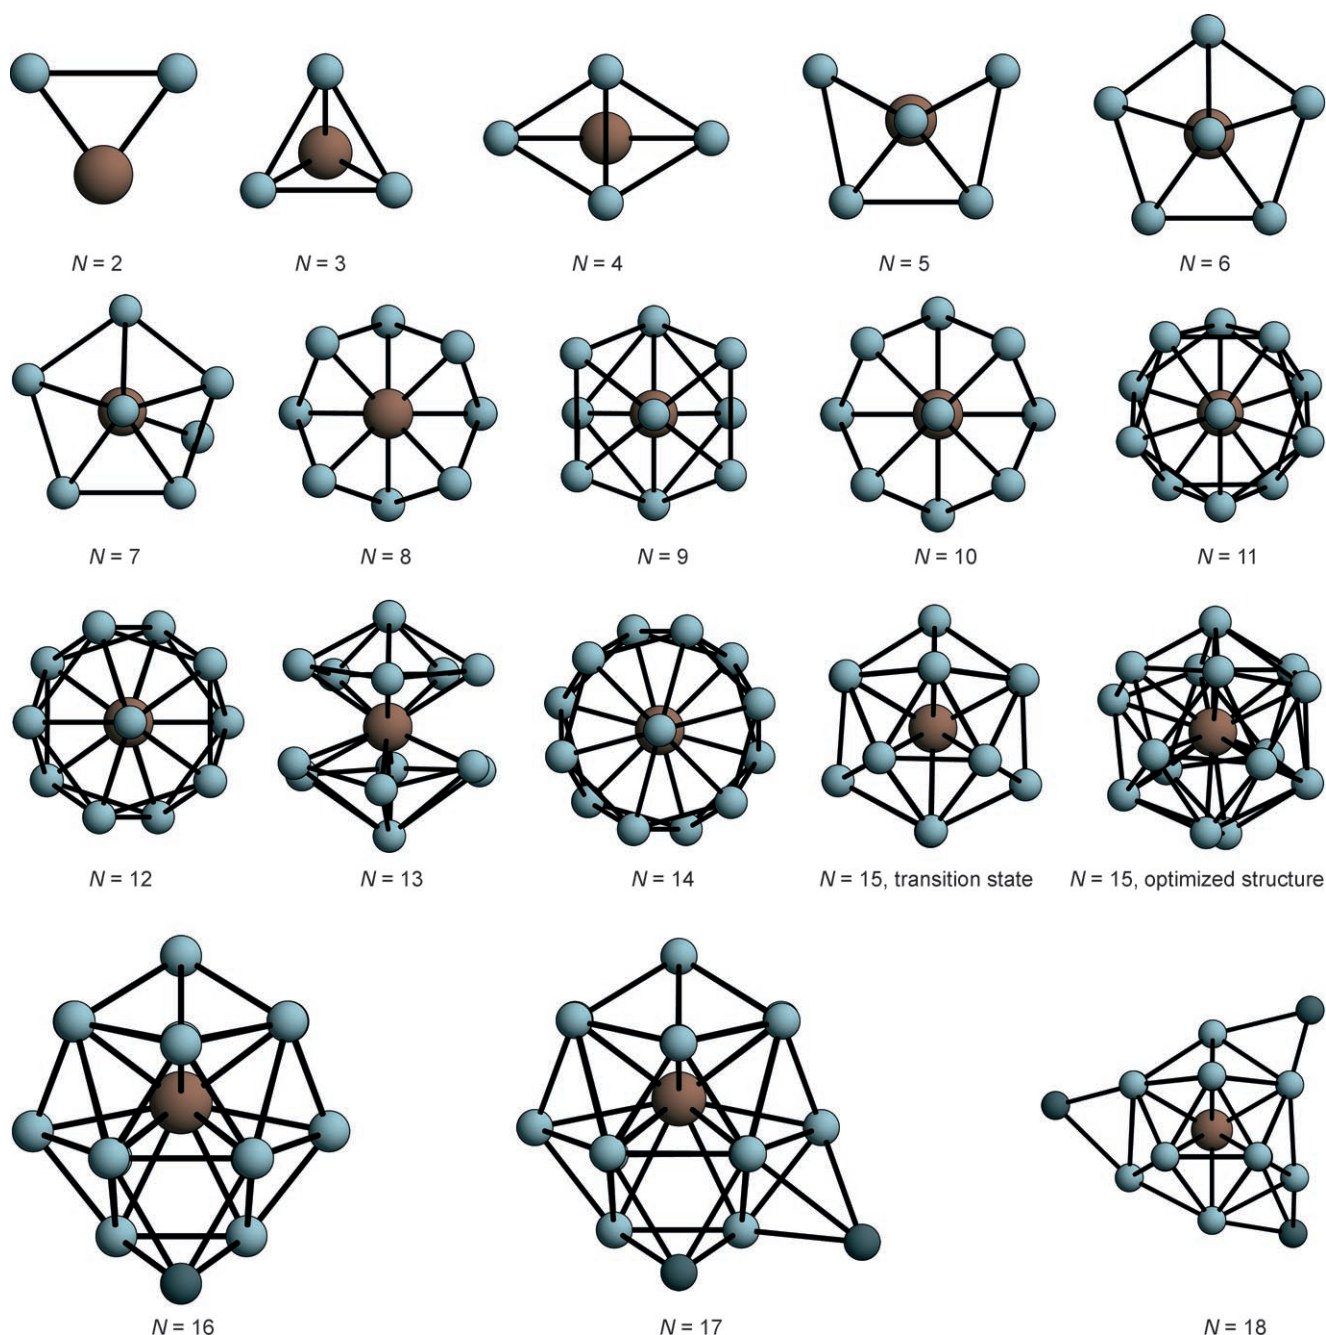 N = 2
N = 3
N = 4
N = 5
N = 6
N = 7
N = 8
N = 9
N = 10
N = 11
N = 12
N = 13
N = 14
N = 15, transition state
N = 15, optimized structure
N = 16
N = 17
N = 18